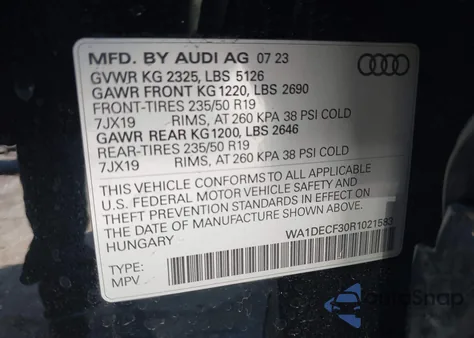 MFD. BY AUDI AG 07 23
GVWR KG 2325, LBS 5126
GAWR FRONT KG 1220, LBS 2690
FRONT-TIRES 235/50 R19
7JX19 RIMS, AT 260 KPA 38 PSI COLD
GAWR REAR KG 1200, LBS 2646
REAR-TIRES 235/50 R19
7JX19 RIMS, AT 260 KPA 38 PSI COLD
THIS VEHICLE CONFORMS TO ALL APPLICABLE
U.S. FEDERAL MOTOR VEHICLE SAFETY AND
THEFT PREVENTION STANDARDS IN EFFECT ON THE
DATE OF MANUFACTURE SHOWN ABOVE.
HUNGARY
WA1DECF30R1021583
TYPE:
MPV
AutoSnap